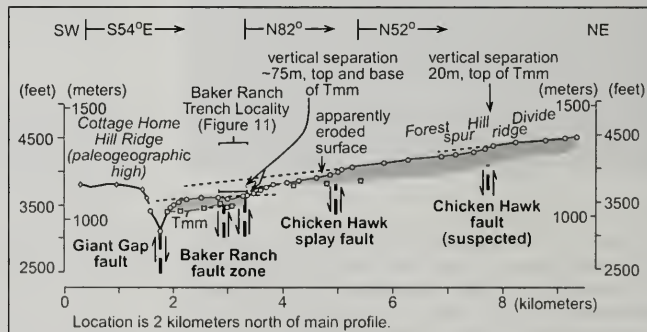 SW S54°E N82° N52° NE
vertical separation
~75m, top and base
of Tmm
vertical separation
20m, top of Tmm
(feet) (meters)
1500
4500
3500
1000
2500
Cottage Home
Hill Ridge
(paleogeographic
high)
Baker Ranch
Trench Locality
(Figure 11)
apparently
eroded
surface
Forest Hill Divide
spur ridge
(meters) (feet)
1500
4500
3500
1000
2500
Tmm
Giant Gap
fault
Baker Ranch
fault zone
Chicken Hawk
splay fault
Chicken Hawk
fault
(suspected)
0 2 4 6 8 (kilometers)
Location is 2 kilometers north of main profile.